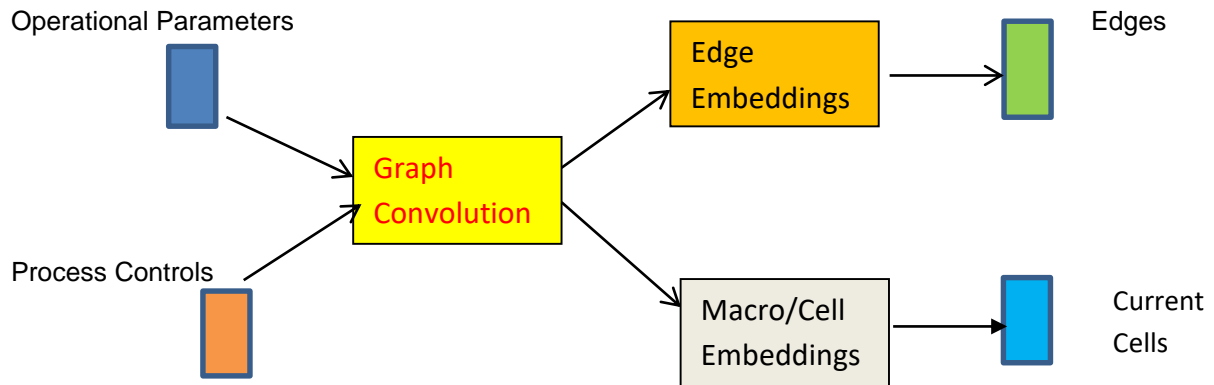 Operational Parameters
Edge
Embeddings
Edges
Graph
Convolution
Process Controls
Macro/Cell
Embeddings
Current
Cells